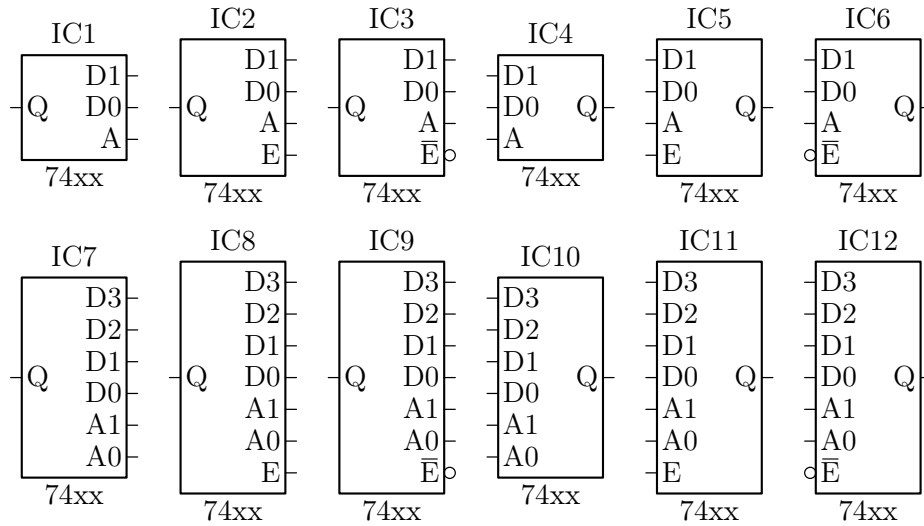 IC1
D1
Q D0
A
74xx
IC2
D1
D0
Q
A
E
74xx
IC3
D1
D0
Q
A
E̅
74xx
IC4
D1
D0 Q
A
74xx
IC5
D1
D0
Q
A
E
74xx
IC6
D1
D0
Q
A
E̅
74xx
IC7
D3
D2
D1
Q
D0
A1
A0
74xx
IC8
D3
D2
D1
Q D0
A1
A0
E
74xx
IC9
D3
D2
D1
Q D0
A1
A0
E̅
74xx
IC10
D3
D2
D1
Q
D0
A1
A0
74xx
IC11
D3
D2
D1
D0 Q
A1
A0
E
74xx
IC12
D3
D2
D1
D0 Q
A1
A0
E̅
74xx